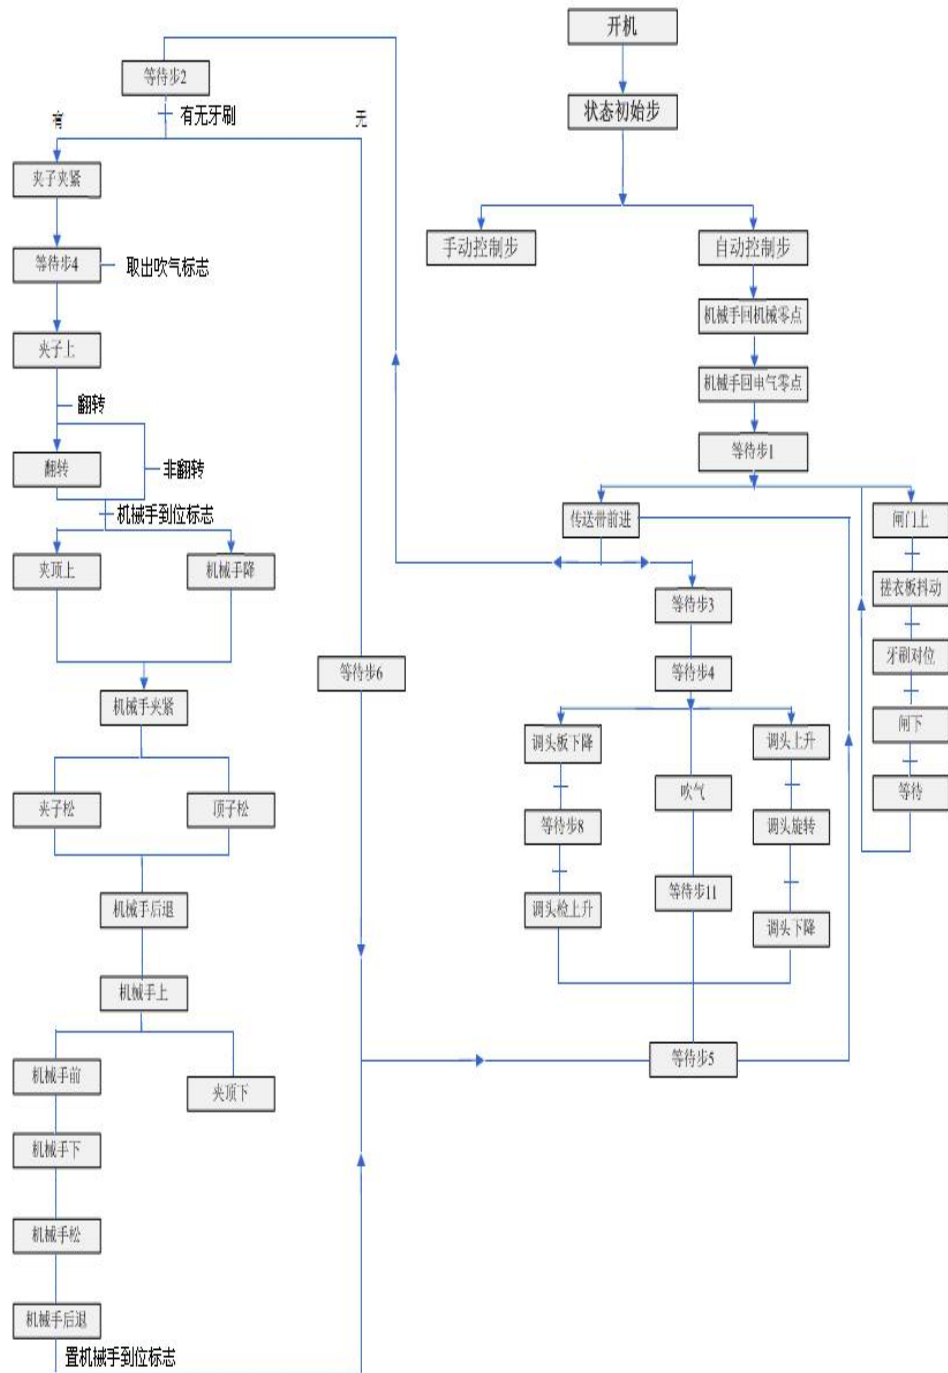 开机
状态初始步
手动控制步
自动控制步
机械手回机械零点
机械手回电气零点
等待步1
传送带前进
闸门上
搓衣板抖动
牙刷对位
闸下
等待
等待步3
等待步4
调头板下降
等待步8
调头检上升
吹气
等待步11
调头上升
调头旋转
调头下降
等待步5
等待步2
有无牙刷
有
无
夹子夹紧
等待步4
取出吹气标志
夹子上
翻转
翻转
非翻转
机械手到位标志
夹顶上
机械手降
机械手夹紧
夹子松
顶子松
机械手后退
机械手上
机械手前
夹顶下
机械手下
机械手松
机械手后退
置机械手到位标志
等待步6